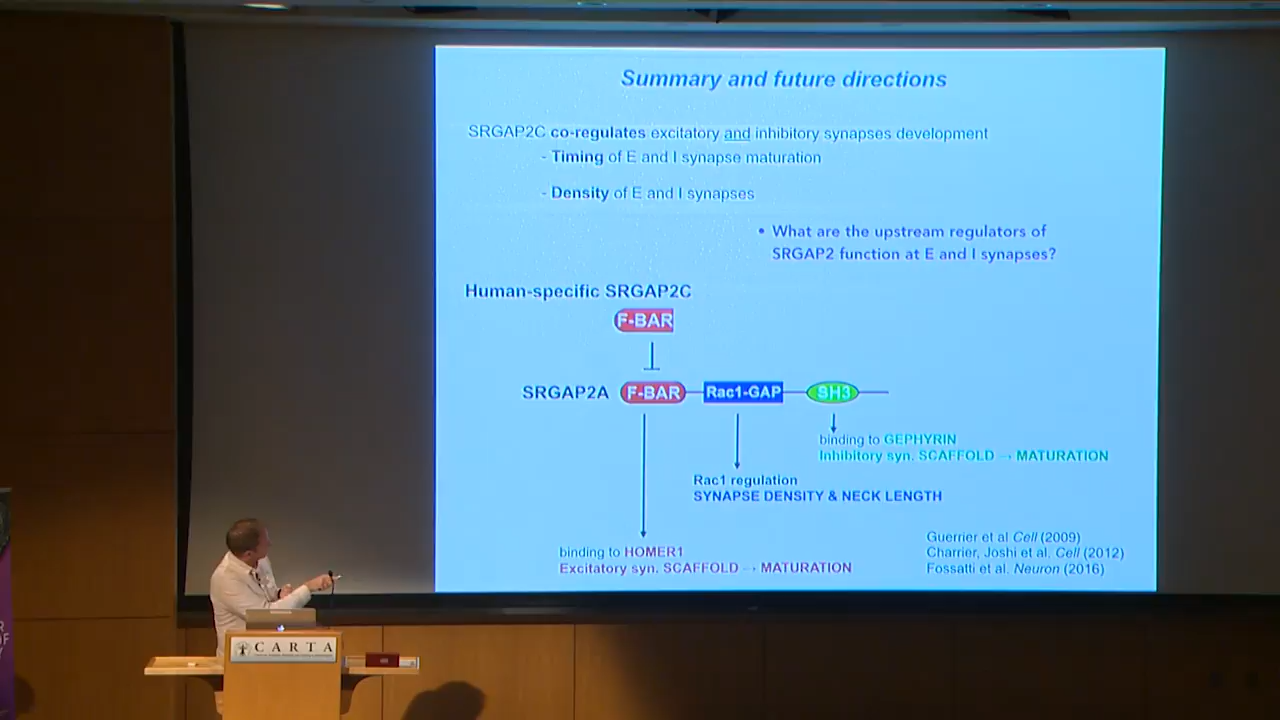 Summary and future directions
SRGAP2C co-regulates excitatory and inhibitory synapses development
- Timing of E and I synapse maturation
- Density of E and I synapses
• What are the upstream regulators of
SRGAP2 function at E and I synapses?
Human-specific SRGAP2C
F-BAR
SRGAP2A F-BAR Rac1-GAP SH3
binding to GEPHYRIN
Inhibitory syn. SCAFFOLD → MATURATION
Rac1 regulation
SYNAPSE DENSITY & NECK LENGTH
binding to HOMER1
Excitatory syn. SCAFFOLD → MATURATION
Guerrier et al Cell (2009)
Charrier, Joshi et al. Cell (2012)
Fossatti et al. Neuron (2016)
CARTA